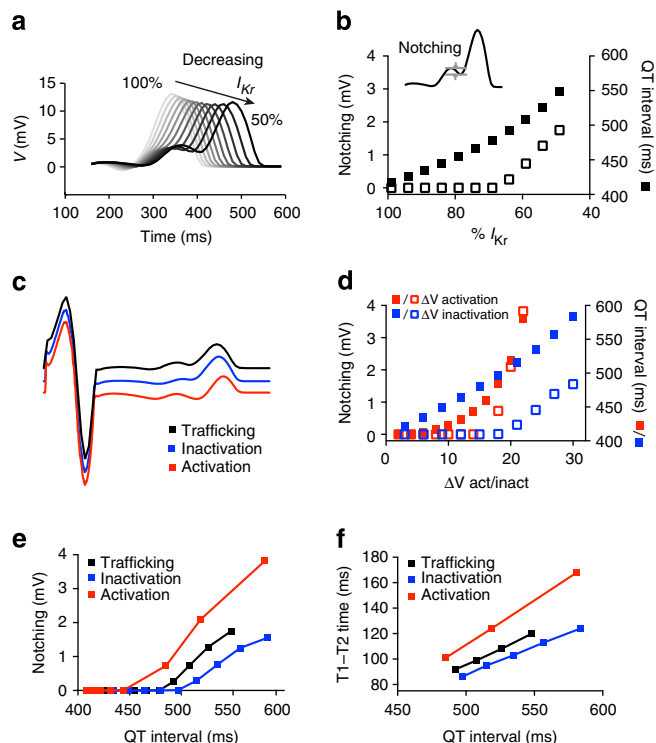 a
Decreasing
I_Kr
100%
50%
V (mV)
15
10
5
0
100 200 300 400 500 600
Time (ms)
b
Notching
Notching (mV)
4
3
2
1
0
600
550
500
450
400
QT interval (ms)
100 80 60 40
% I_Kr
c
Trafficking
Inactivation
Activation
d
/ ΔV activation
/ ΔV inactivation
Notching (mV)
4
3
2
1
0
600
550
500
450
400
QT interval (ms)
/
0 10 20 30
ΔV act/inact
e
Trafficking
Inactivation
Activation
Notching (mV)
4
2
0
400 450 500 550 600
QT interval (ms)
f
Trafficking
Inactivation
Activation
T1–T2 time (ms)
180
160
140
120
100
80
450 500 550 600
QT interval (ms)